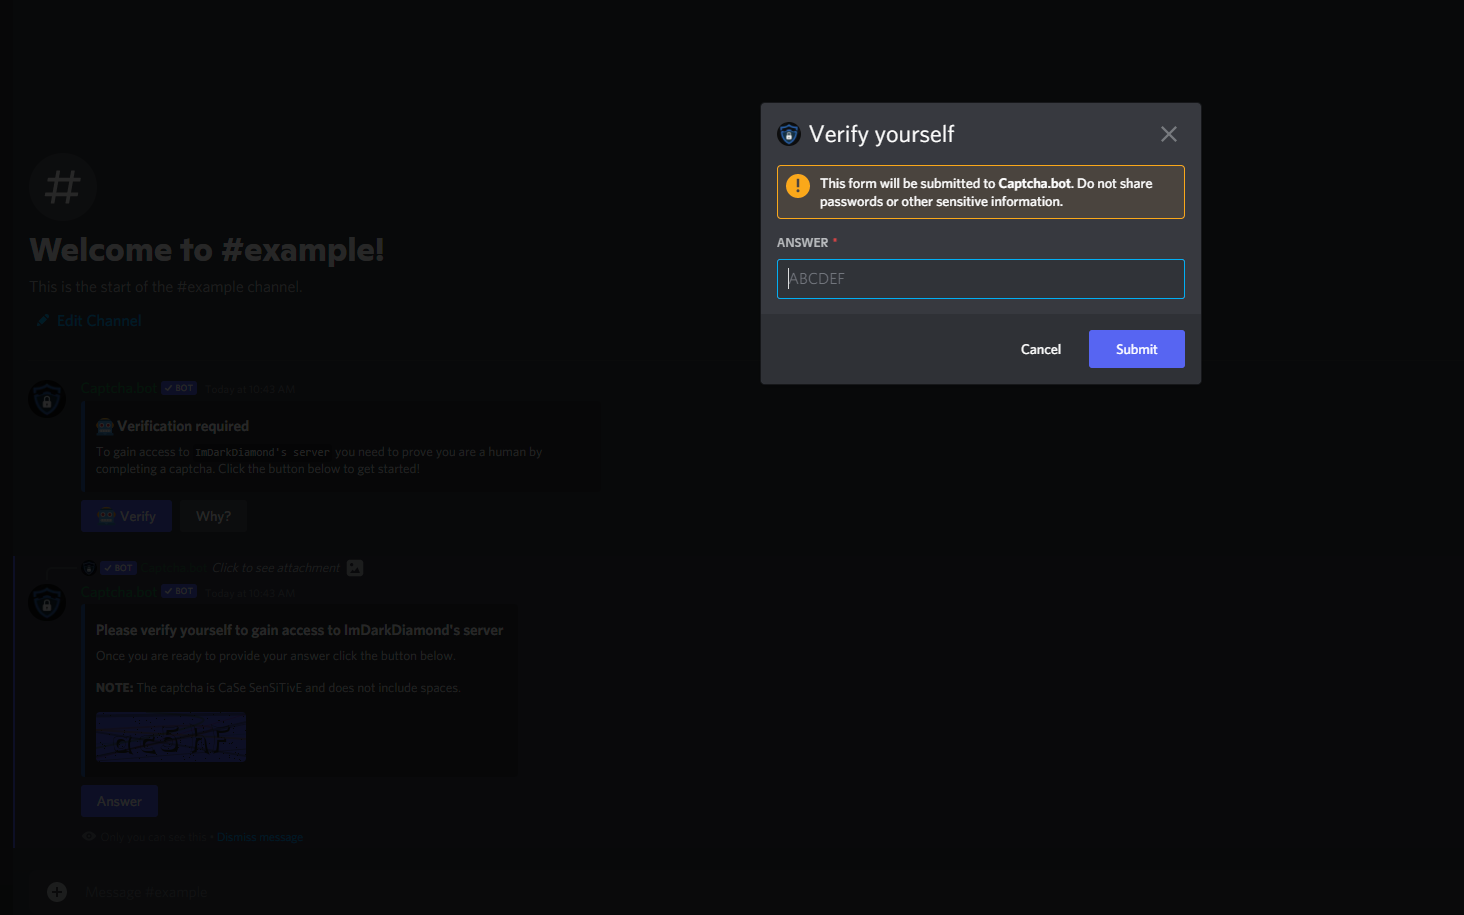 Verify yourself
This form will be submitted to Captcha.bot. Do not share
passwords or other sensitive information.
ANSWER *
ABCDEF
Cancel
Submit
#
Welcome to #example!
This is the start of the #example channel.
Edit Channel
Captcha.bot BOT Today at 10:43 AM
Verification required
To gain access to ImDarkDiamond's server you need to prove you are a human by
completing a captcha. Click the button below to get started!
Verify Why?
BOT Click to see attachment
Captcha.bot BOT Today at 10:43 AM
Please verify yourself to gain access to ImDarkDiamond's server
Once you are ready to provide your answer click the button below.
NOTE: The captcha is CaSe SenSiTivE and does not include spaces.
Answer
Only you can see this • Dismiss message
Message #example